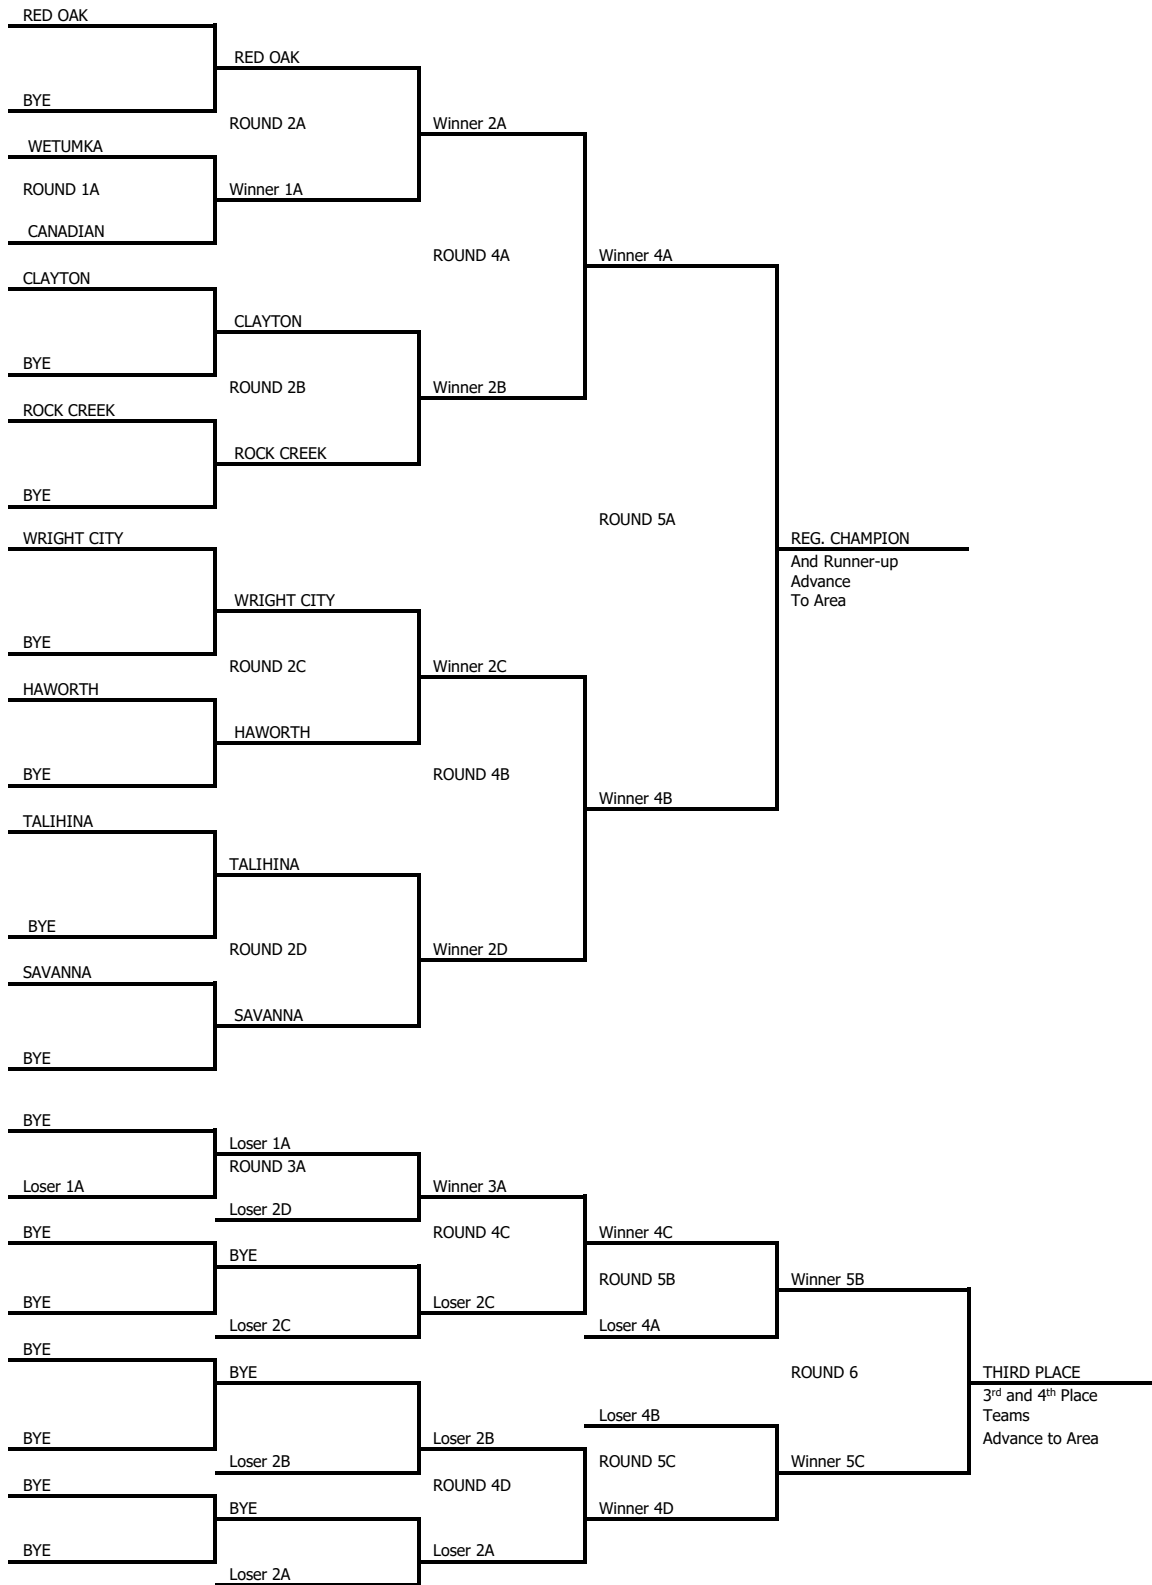 RED OAK
RED OAK
BYE
ROUND 2A
Winner 2A
WETUMKA
ROUND 1A
Winner 1A
CANADIAN
ROUND 4A
Winner 4A
CLAYTON
CLAYTON
BYE
ROUND 2B
Winner 2B
ROCK CREEK
ROCK CREEK
BYE
ROUND 5A
WRIGHT CITY
REG. CHAMPION
And Runner-up
Advance
To Area
WRIGHT CITY
BYE
ROUND 2C
Winner 2C
HAWORTH
HAWORTH
BYE
ROUND 4B
Winner 4B
TALIHINA
TALIHINA
BYE
ROUND 2D
Winner 2D
SAVANNA
SAVANNA
BYE
BYE
Loser 1A
ROUND 3A
Loser 1A
Winner 3A
Loser 2D
BYE
ROUND 4C
Winner 4C
BYE
ROUND 5B
Winner 5B
BYE
Loser 2C
Loser 2C
Loser 4A
BYE
BYE
ROUND 6
THIRD PLACE
3rd and 4th Place
Teams
Advance to Area
Loser 4B
BYE
Loser 2B
Loser 2B
ROUND 5C
Winner 5C
BYE
ROUND 4D
BYE
Winner 4D
BYE
Loser 2A
Loser 2A